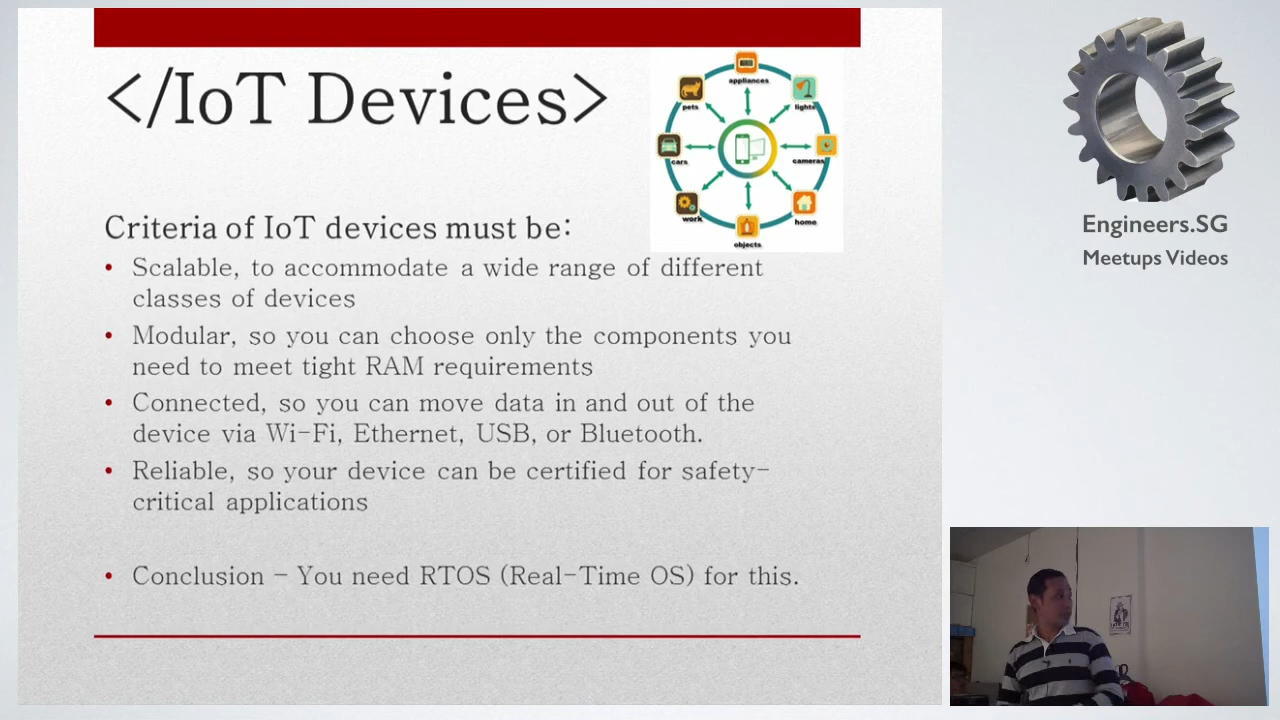 </IoT Devices>
appliances
pets
lights
cars
cameras
work
home
objects
Criteria of IoT devices must be:
• Scalable, to accommodate a wide range of different
classes of devices
• Modular, so you can choose only the components you
need to meet tight RAM requirements
• Connected, so you can move data in and out of the
device via Wi-Fi, Ethernet, USB, or Bluetooth.
• Reliable, so your device can be certified for safety-
critical applications
• Conclusion – You need RTOS (Real-Time OS) for this.
Engineers.SG
Meetups Videos